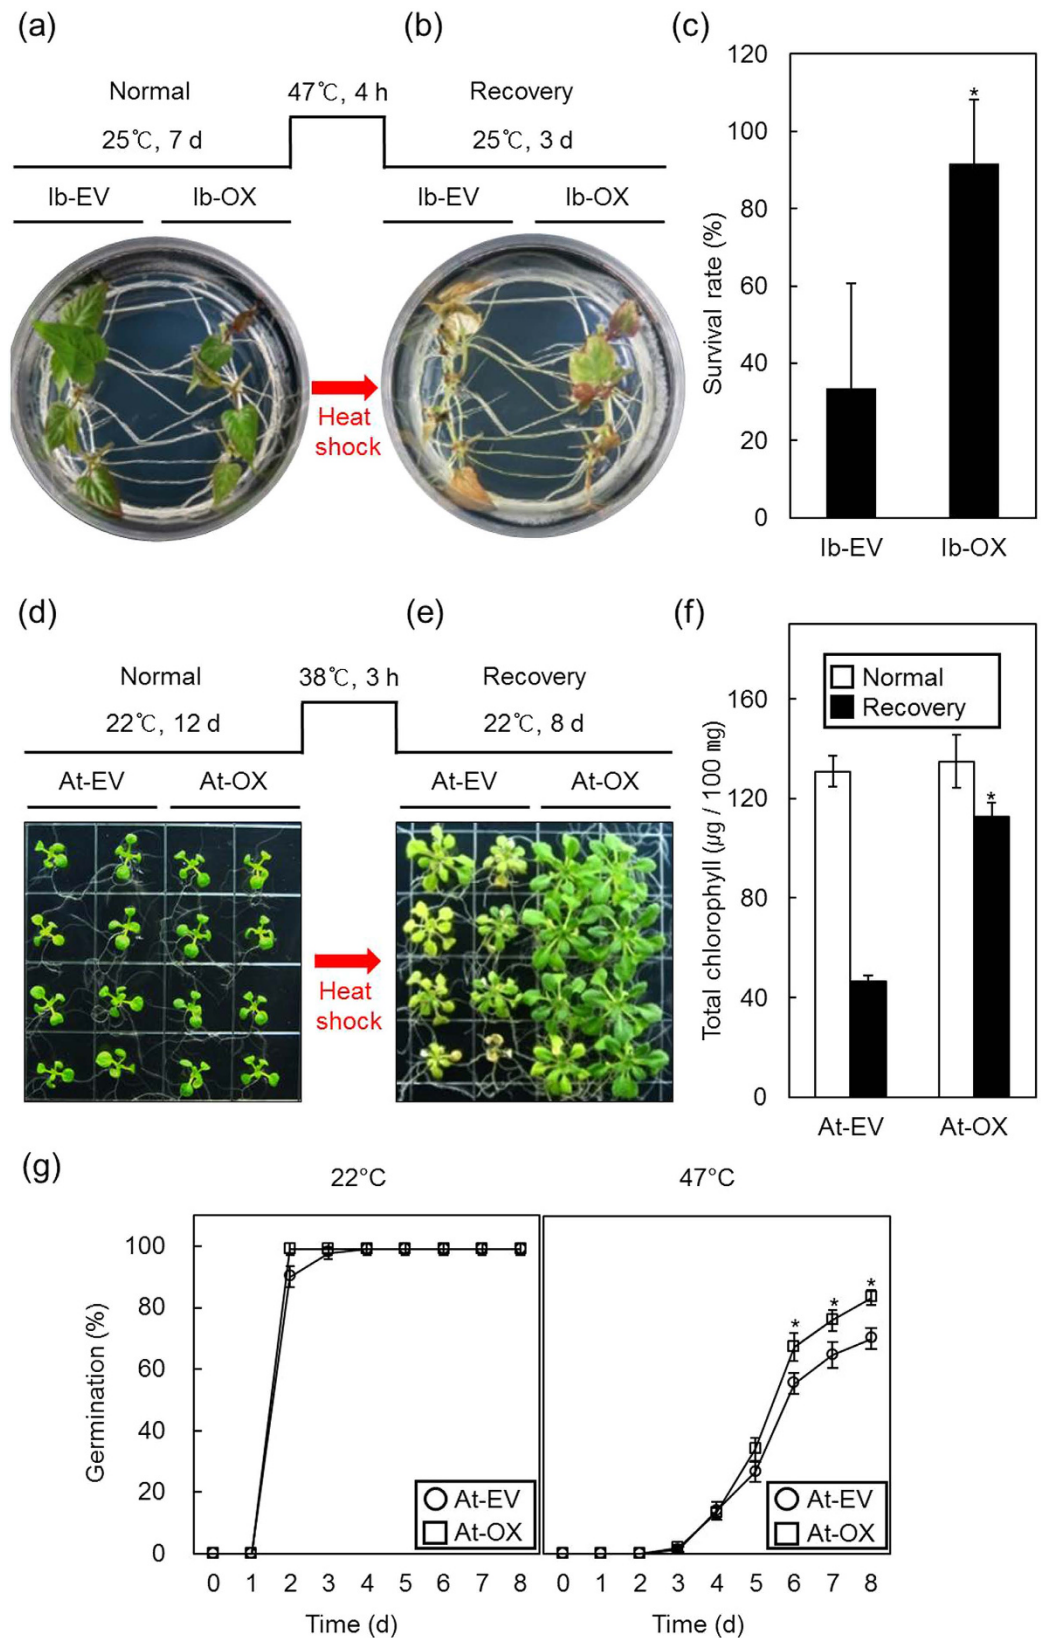 (a)
(b)
(c)
Normal
47℃, 4 h
Recovery
25℃, 7 d
25℃, 3 d
Ib-EV
Ib-OX
Ib-EV
Ib-OX
Heat
shock
120
100
80
60
40
20
0
Survival rate (%)
*
Ib-EV
Ib-OX
(d)
(e)
(f)
Normal
38℃, 3 h
Recovery
22℃, 12 d
22℃, 8 d
At-EV
At-OX
At-EV
At-OX
Heat
shock
Normal
Recovery
160
120
80
40
0
Total chlorophyll (㎍ / 100 ㎎)
*
At-EV
At-OX
(g)
22°C
47°C
100
80
60
40
20
0
Germination (%)
* * *
At-EV
At-OX
At-EV
At-OX
0 1 2 3 4 5 6 7 8
0 1 2 3 4 5 6 7 8
Time (d)
Time (d)